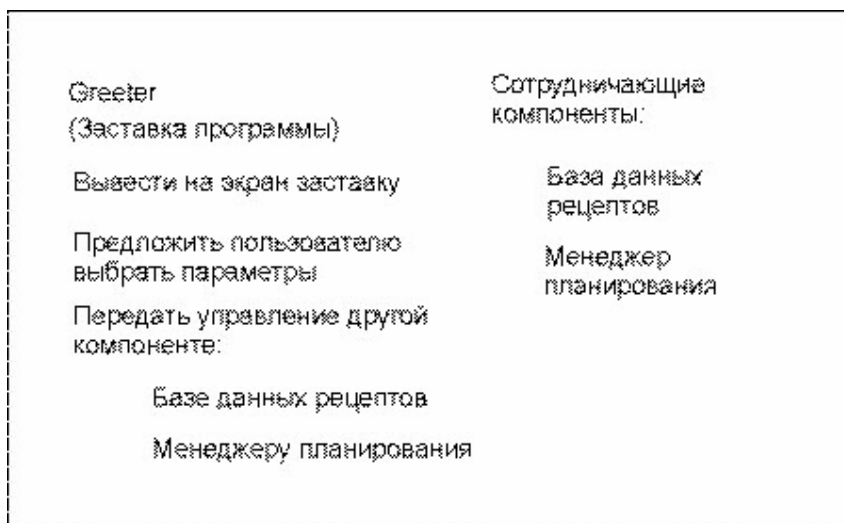 Greeter
(Заставка программы)
Вывести на экран заставку
Предложить пользователю
выбрать параметры
Передать управление другой
компоненте:
Базе данных рецептов
Менеджеру планирования
Сотрудничающие
компоненты:
База данных
рецептов
Менеджер
планирования